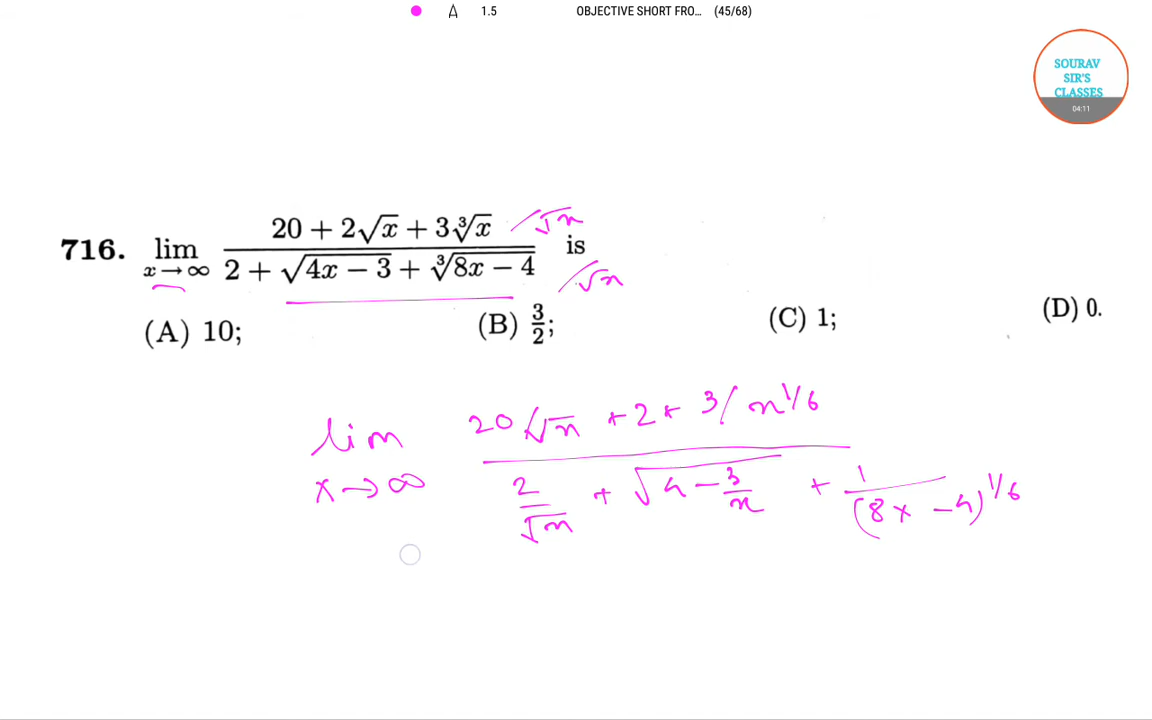 1.5 OBJECTIVE SHORT FRO... (45/68)
SOURAV
SIR'S
CLASSES
04:11
716. lim x→∞ (20 + 2√x + 3∛x) / (2 + √(4x − 3) + ∛(8x − 4)) is
/√n
/√n
(A) 10; (B) 3/2; (C) 1; (D) 0.
lim x→∞ (20/√n + 2 + 3/n^1/6) / (2/√n + √(4 − 3/n) + 1/(8x − 4)^1/6)